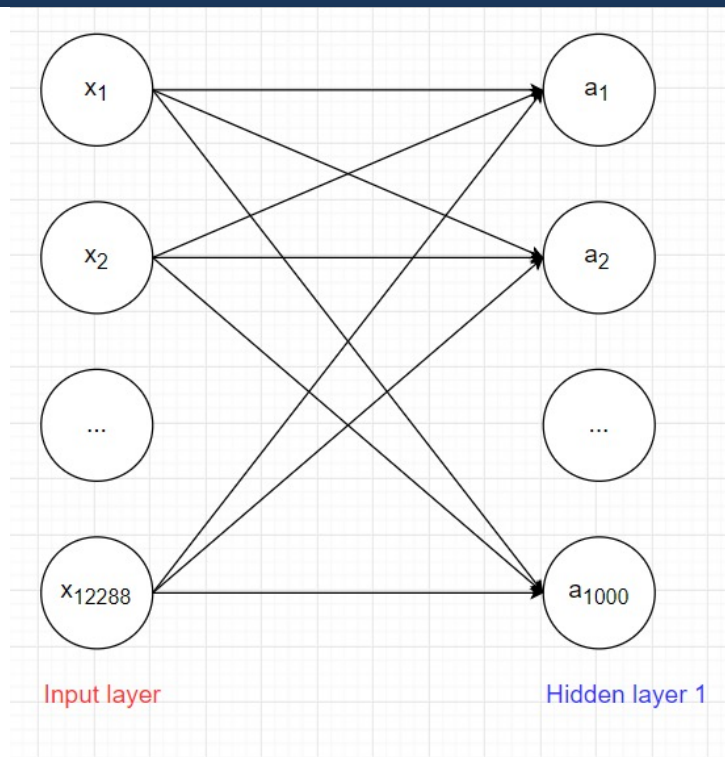 x1 a1
x2 a2
... ...
x12288 a1000
Input layer Hidden layer 1